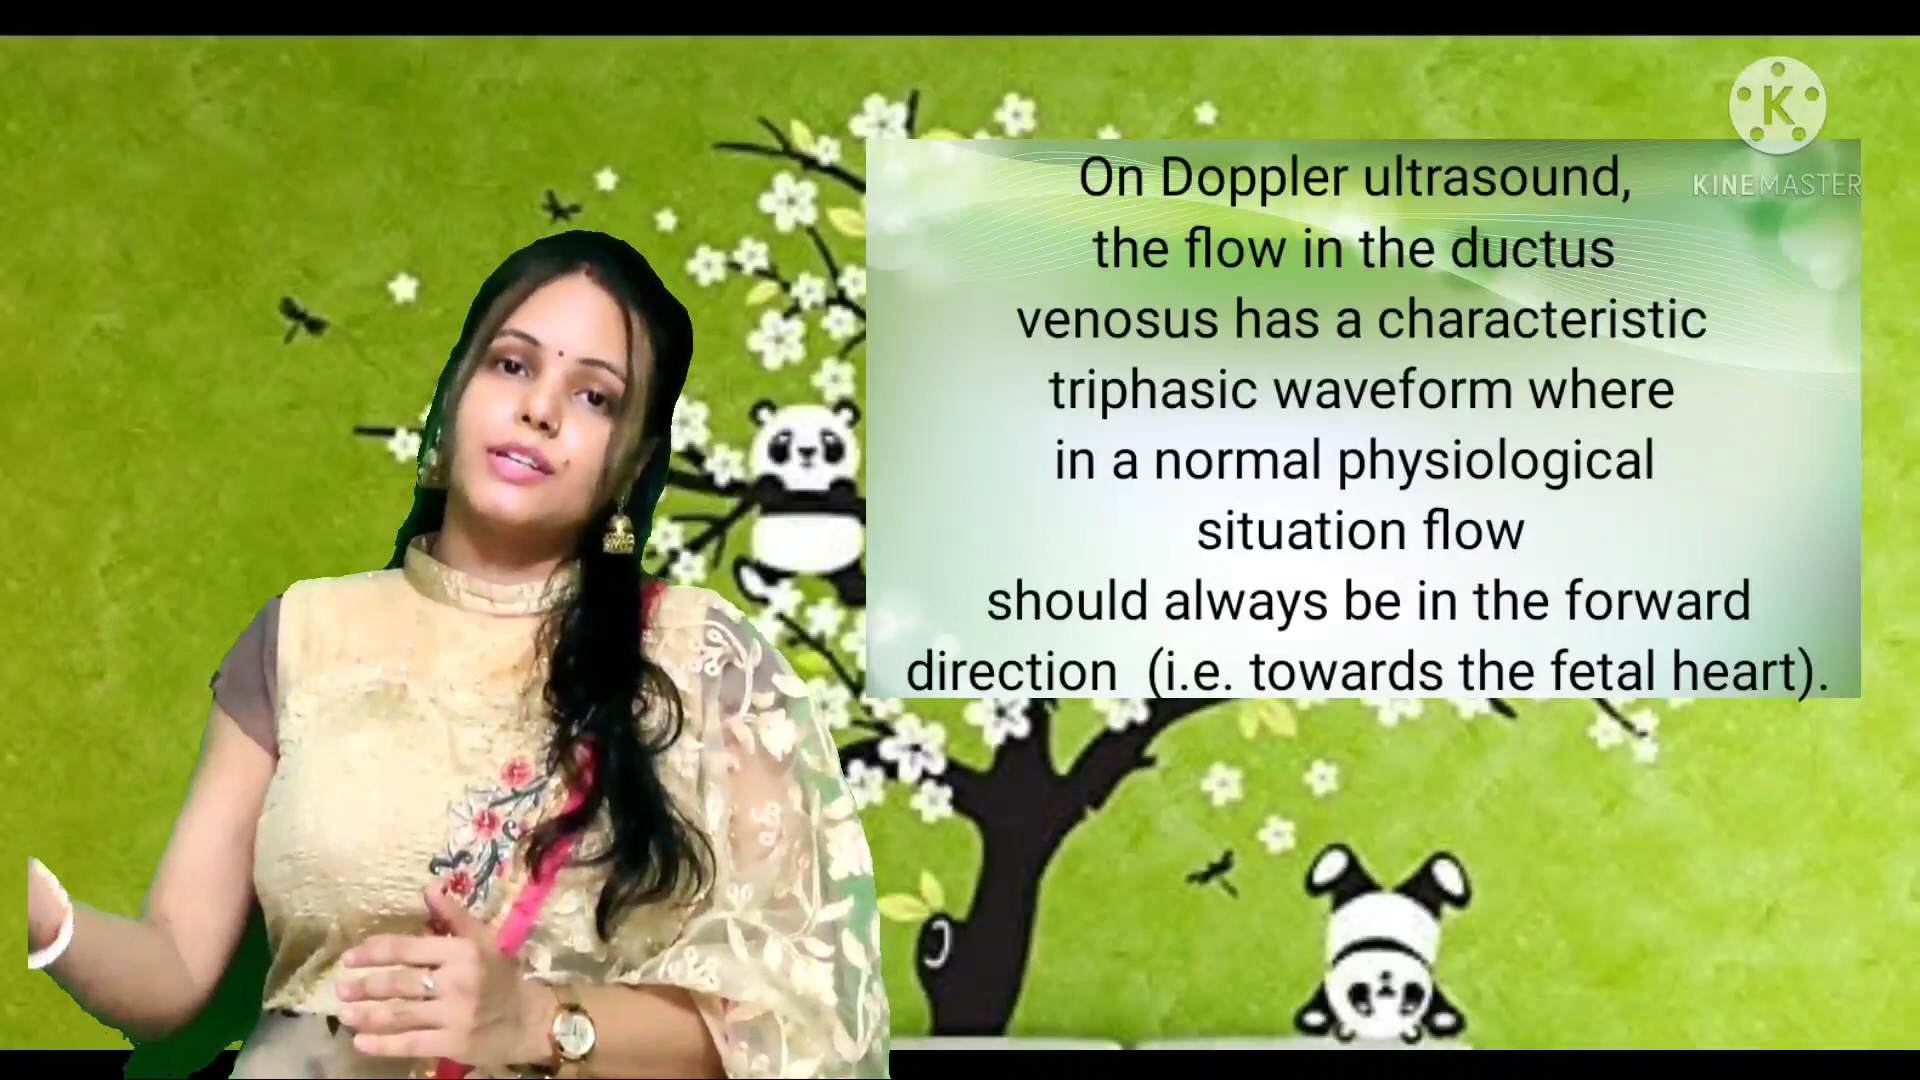 K
KINEMASTER
On Doppler ultrasound,
the flow in the ductus
venosus has a characteristic
triphasic waveform where
in a normal physiological
situation flow
should always be in the forward
direction (i.e. towards the fetal heart).